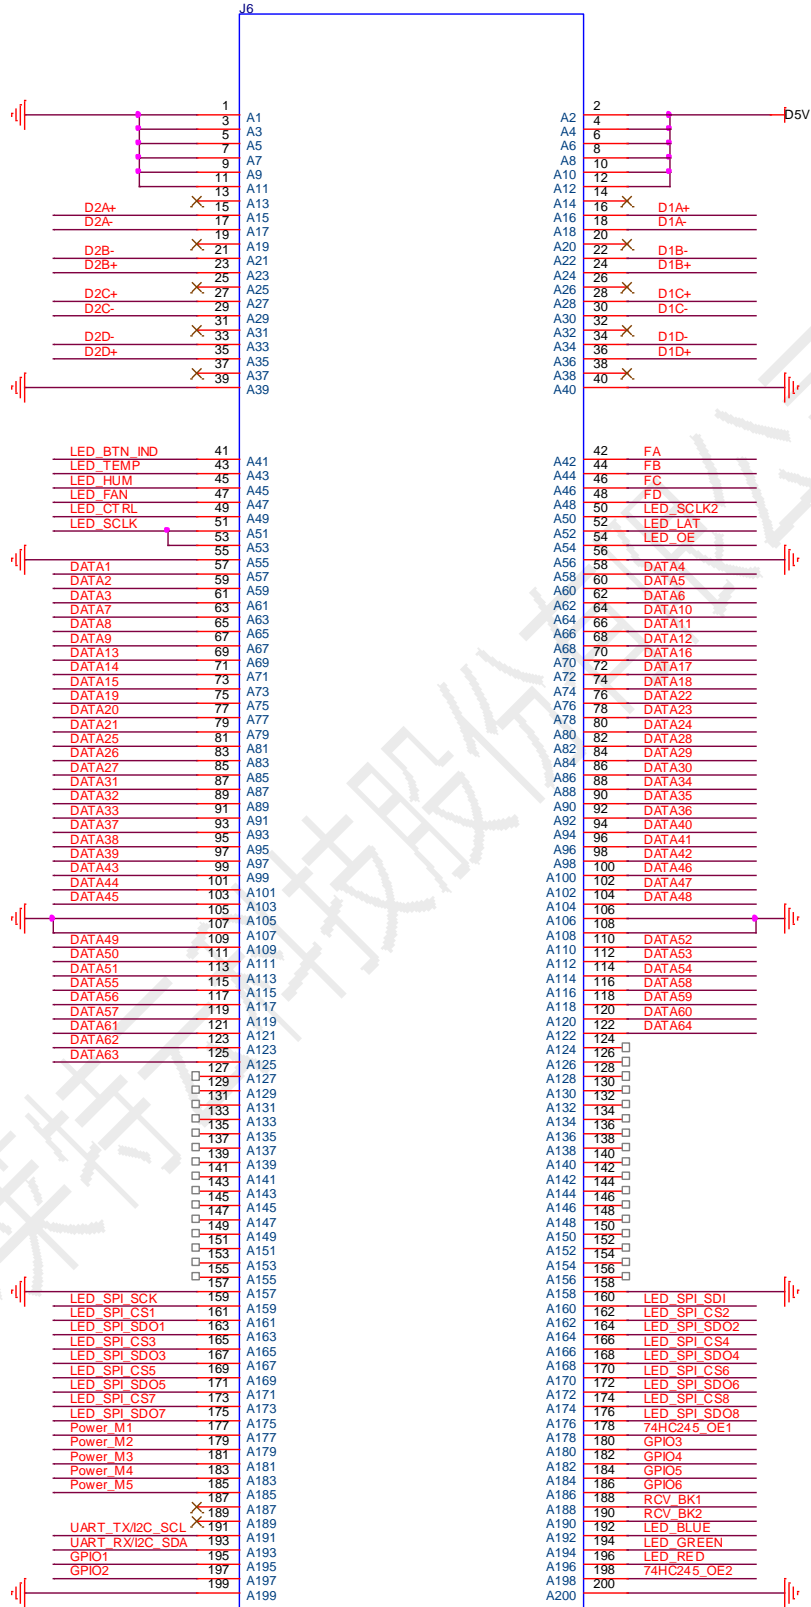 J6
1 A1 A2 2 D5V
3 A3 A4 4
5 A5 A6 6
7 A7 A8 8
9 A9 A10 10
11 A11 A12 12
13 A13 A14 14
D2A+ 15 A15 A16 16 D1A+
D2A- 17 A17 A18 18 D1A-
19 A19 A20 20
D2B- 21 A21 A22 22 D1B-
D2B+ 23 A23 A24 24 D1B+
25 A25 A26 26
D2C+ 27 A27 A28 28 D1C+
D2C- 29 A29 A30 30 D1C-
31 A31 A32 32
D2D- 33 A33 A34 34 D1D-
D2D+ 35 A35 A36 36 D1D+
37 A37 A38 38
39 A39 A40 40
LED_BTN_IND 41 A41 A42 42 FA
LED_TEMP 43 A43 A44 44 FB
LED_HUM 45 A45 A46 46 FC
LED_FAN 47 A47 A48 48 FD
LED_CTRL 49 A49 A50 50 LED_SCLK2
LED_SCLK 51 A51 A52 52 LED_LAT
53 A53 A54 54 LED_OE
55 A55 A56 56
DATA1 57 A57 A58 58 DATA4
DATA2 59 A59 A60 60 DATA5
DATA3 61 A61 A62 62 DATA6
DATA7 63 A63 A64 64 DATA10
DATA8 65 A65 A66 66 DATA11
DATA9 67 A67 A68 68 DATA12
DATA13 69 A69 A70 70 DATA16
DATA14 71 A71 A72 72 DATA17
DATA15 73 A73 A74 74 DATA18
DATA19 75 A75 A76 76 DATA22
DATA20 77 A77 A78 78 DATA23
DATA21 79 A79 A80 80 DATA24
DATA25 81 A81 A82 82 DATA28
DATA26 83 A83 A84 84 DATA29
DATA27 85 A85 A86 86 DATA30
DATA31 87 A87 A88 88 DATA34
DATA32 89 A89 A90 90 DATA35
DATA33 91 A91 A92 92 DATA36
DATA37 93 A93 A94 94 DATA40
DATA38 95 A95 A96 96 DATA41
DATA39 97 A97 A98 98 DATA42
DATA43 99 A99 A100 100 DATA46
DATA44 101 A101 A102 102 DATA47
DATA45 103 A103 A104 104 DATA48
105 A105 A106 106
107 A107 A108 108
DATA49 109 A109 A110 110 DATA52
DATA50 111 A111 A112 112 DATA53
DATA51 113 A113 A114 114 DATA54
DATA55 115 A115 A116 116 DATA58
DATA56 117 A117 A118 118 DATA59
DATA57 119 A119 A120 120 DATA60
DATA61 121 A121 A122 122 DATA64
DATA62 123 A123 A124 124
DATA63 125 A125 A126 126
127 A127 A128 128
129 A129 A130 130
131 A131 A132 132
133 A133 A134 134
135 A135 A136 136
137 A137 A138 138
139 A139 A140 140
141 A141 A142 142
143 A143 A144 144
145 A145 A146 146
147 A147 A148 148
149 A149 A150 150
151 A151 A152 152
153 A153 A154 154
155 A155 A156 156
157 A157 A158 158
LED_SPI_SCK 159 A159 A160 160 LED_SPI_SDI
LED_SPI_CS1 161 A161 A162 162 LED_SPI_CS2
LED_SPI_SDO1 163 A163 A164 164 LED_SPI_SDO2
LED_SPI_CS3 165 A165 A166 166 LED_SPI_CS4
LED_SPI_SDO3 167 A167 A168 168 LED_SPI_SDO4
LED_SPI_CS5 169 A169 A170 170 LED_SPI_CS6
LED_SPI_SDO5 171 A171 A172 172 LED_SPI_SDO6
LED_SPI_CS7 173 A173 A174 174 LED_SPI_CS8
LED_SPI_SDO7 175 A175 A176 176 LED_SPI_SDO8
Power_M1 177 A177 A178 178 74HC245_OE1
Power_M2 179 A179 A180 180 GPIO3
Power_M3 181 A181 A182 182 GPIO4
Power_M4 183 A183 A184 184 GPIO5
Power_M5 185 A185 A186 186 GPIO6
187 A187 A188 188 RCV_BK1
189 A189 A190 190 RCV_BK2
UART_TX/I2C_SCL 191 A191 A192 192 LED_BLUE
UART_RX/I2C_SDA 193 A193 A194 194 LED_GREEN
GPIO1 195 A195 A196 196 LED_RED
GPIO2 197 A197 A198 198 74HC245_OE2
199 A199 A200 200
莱特云科技股份有限公司